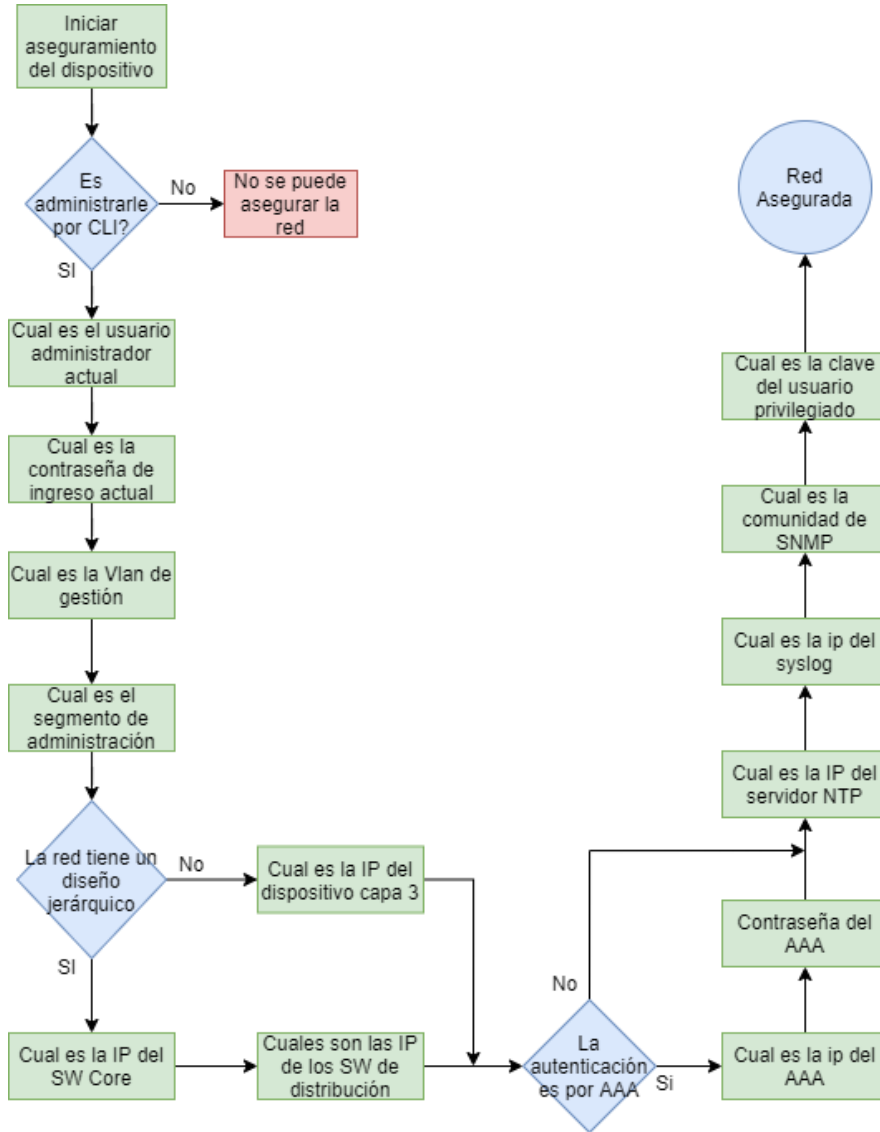 Iniciar
aseguramiento
del dispositivo
Es
administrarle
por CLI?
No
No se puede
asegurar la
red
SI
Cual es el usuario
administrador
actual
Cual es la
contraseña de
ingreso actual
Cual es la Vlan de
gestión
Cual es el
segmento de
administración
La red tiene un
diseño
jerárquico
No
Cual es la IP del
dispositivo capa 3
SI
Cual es la IP del
SW Core
Cuales son las IP
de los SW de
distribución
La
autenticación
es por AAA
No
Si
Cual es la ip del
AAA
Contraseña del
AAA
Cual es la IP del
servidor NTP
Cual es la ip del
syslog
Cual es la
comunidad de
SNMP
Cual es la clave
del usuario
privilegiado
Red
Asegurada